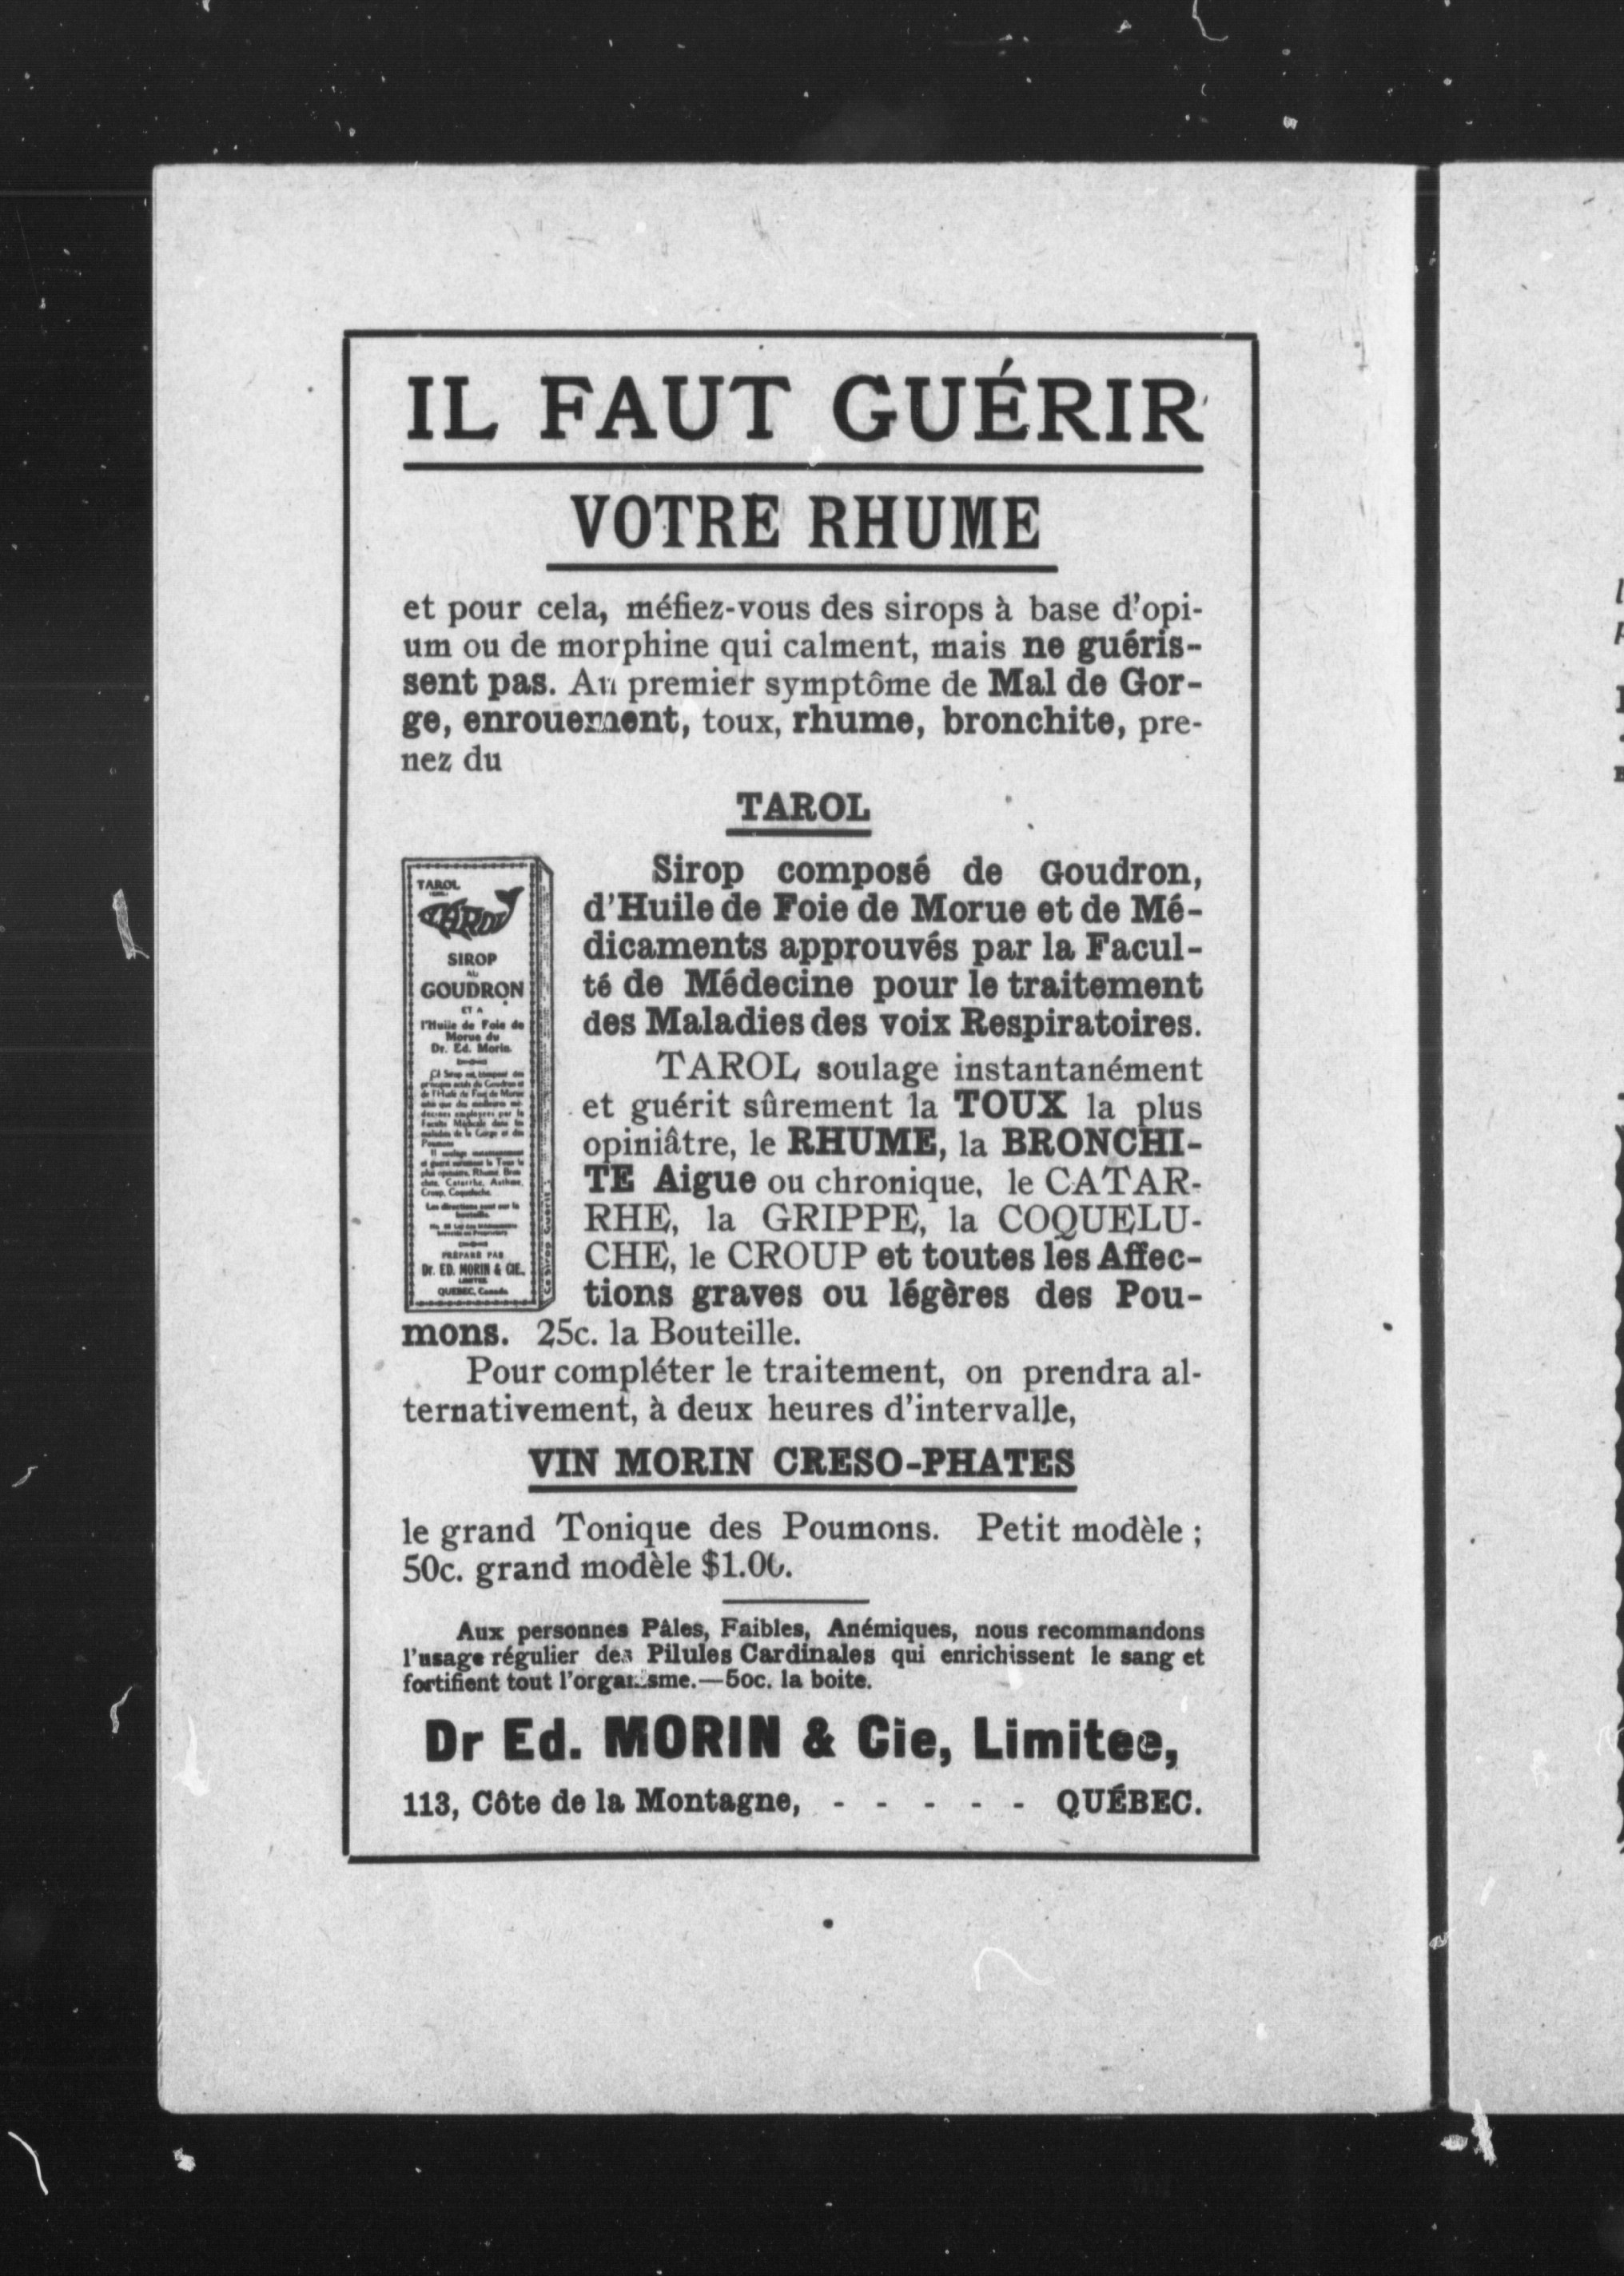 IL FAUT GUÉRIR
VOTRE RHUME
et pour cela, méfiez-vous des sirops à base d'opi-
um ou de morphine qui calment, mais ne guéris-
sent pas. Au premier symptôme de Mal de Gor-
ge, enrouement, toux, rhume, bronchite, pre-
nez du
TAROL
TAROL
TAROL
SIROP
AU
GOUDRON
ET A
l'Huile de Foie de
Morue du
Dr. Ed. Morin.
PRÉPARÉ PAR
Dr. ED. MORIN & CIE.
LIMITEE
QUEBEC, Canada
Sirop composé de Goudron,
d'Huile de Foie de Morue et de Mé-
dicaments approuvés par la Facul-
té de Médecine pour le traitement
des Maladies des voix Respiratoires.
TAROL soulage instantanément
et guérit sûrement la TOUX la plus
opiniâtre, le RHUME, la BRONCHI-
TE Aigue ou chronique, le CATAR-
RHE, la GRIPPE, la COQUELU-
CHE, le CROUP et toutes les Affec-
tions graves ou légères des Pou-
mons. 25c. la Bouteille.
Pour compléter le traitement, on prendra al-
ternativement, à deux heures d'intervalle,
VIN MORIN CRESO-PHATES
le grand Tonique des Poumons. Petit modèle ;
50c. grand modèle $1.00.
Aux personnes Pâles, Faibles, Anémiques, nous recommandons
l'usage régulier des Pilules Cardinales qui enrichissent le sang et
fortifient tout l'organisme.—5oc. la boite.
Dr Ed. MORIN & Cie, Limitee,
113, Côte de la Montagne, - - - - - QUÉBEC.